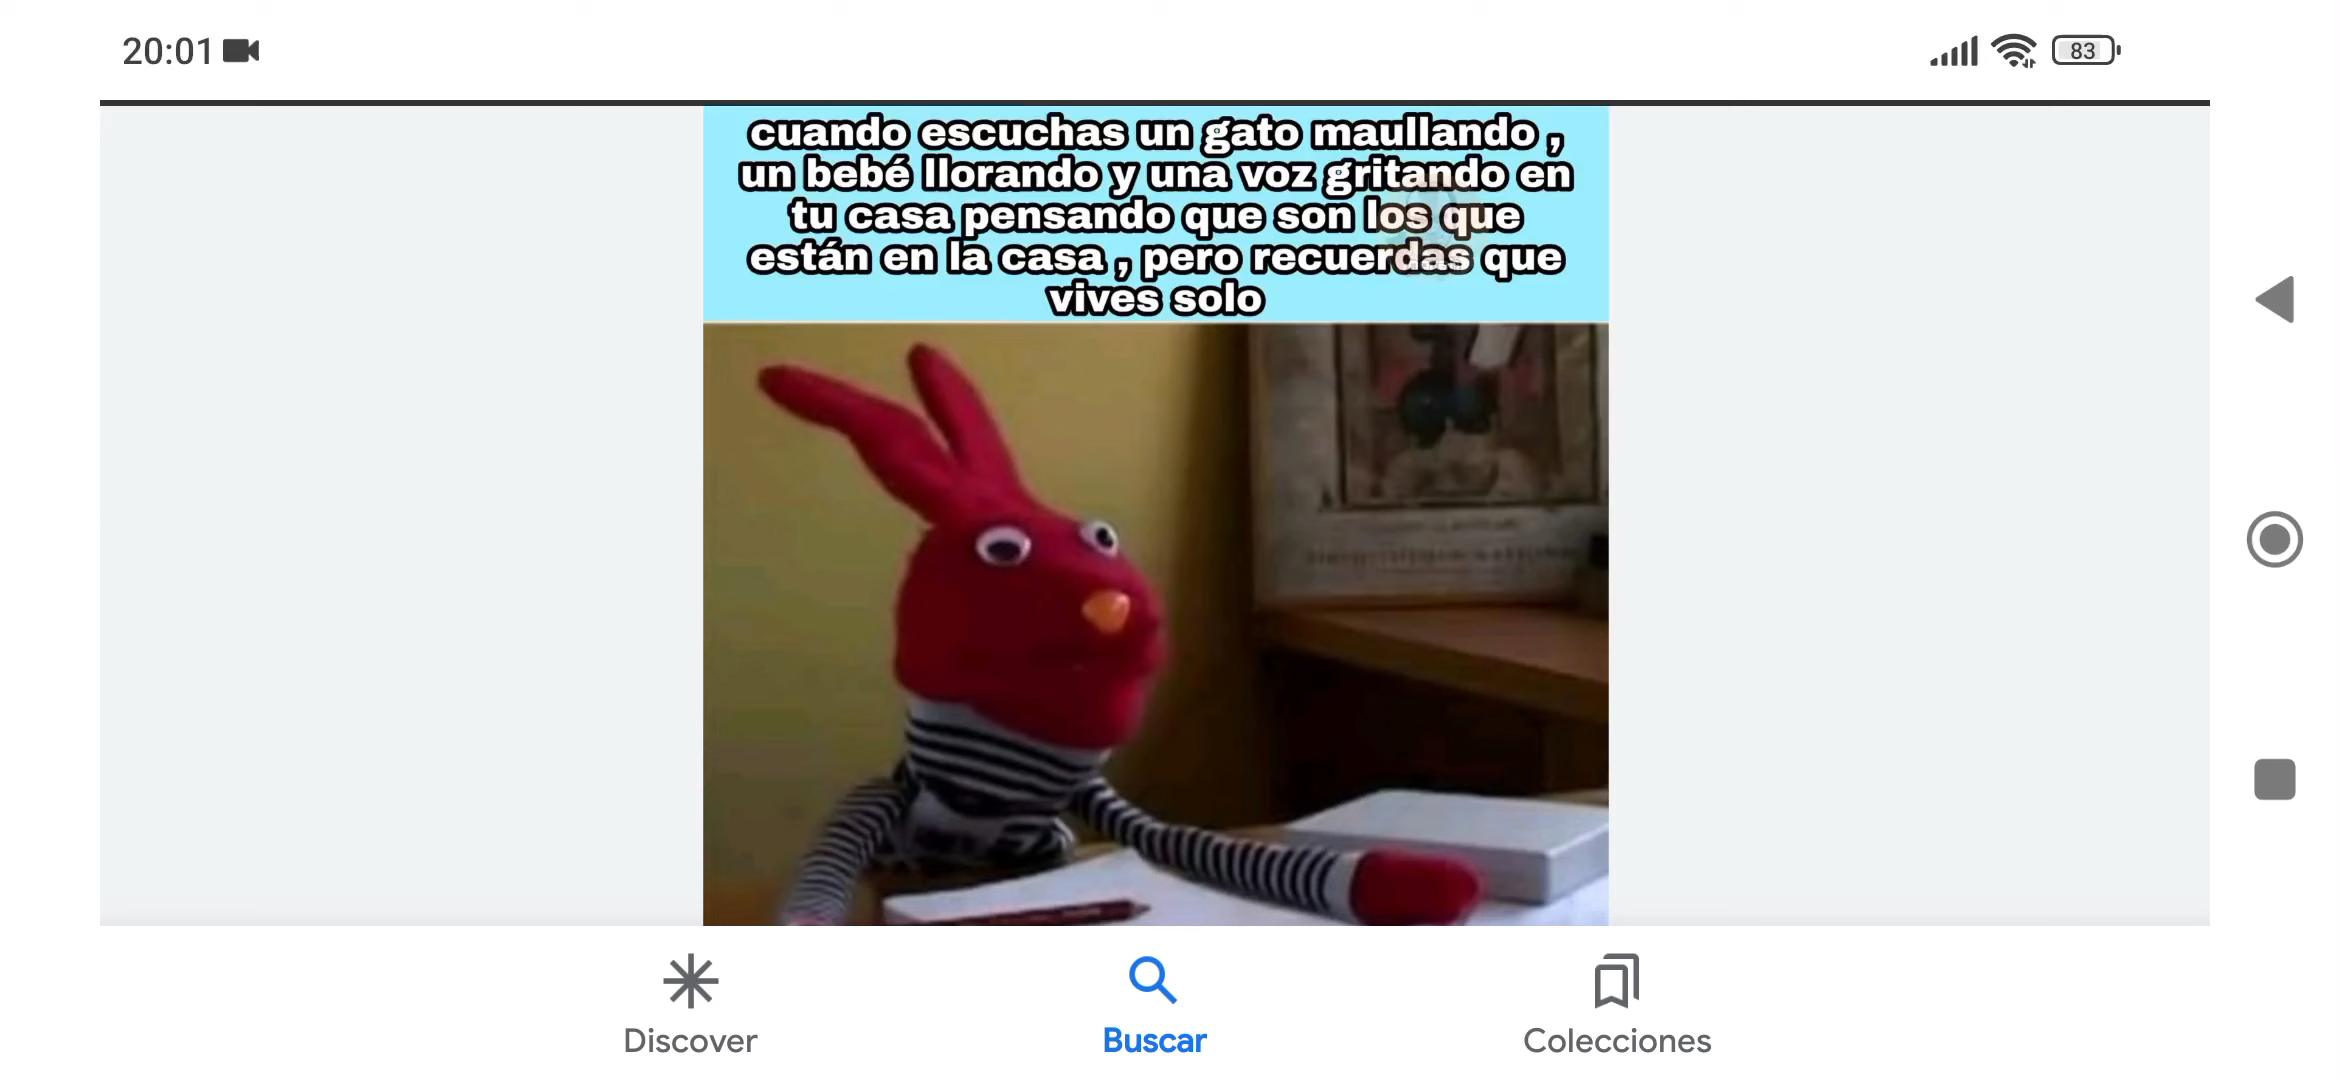 20:01
83
cuando escuchas un gato maullando ,
un bebé llorando y una voz gritando en
tu casa pensando que son los que
están en la casa , pero recuerdas que
vives solo
Discover
Buscar
Colecciones